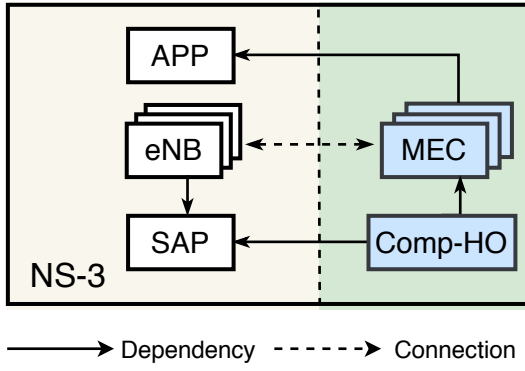 APP
eNB
MEC
SAP
Comp-HO
NS-3
Dependency
Connection